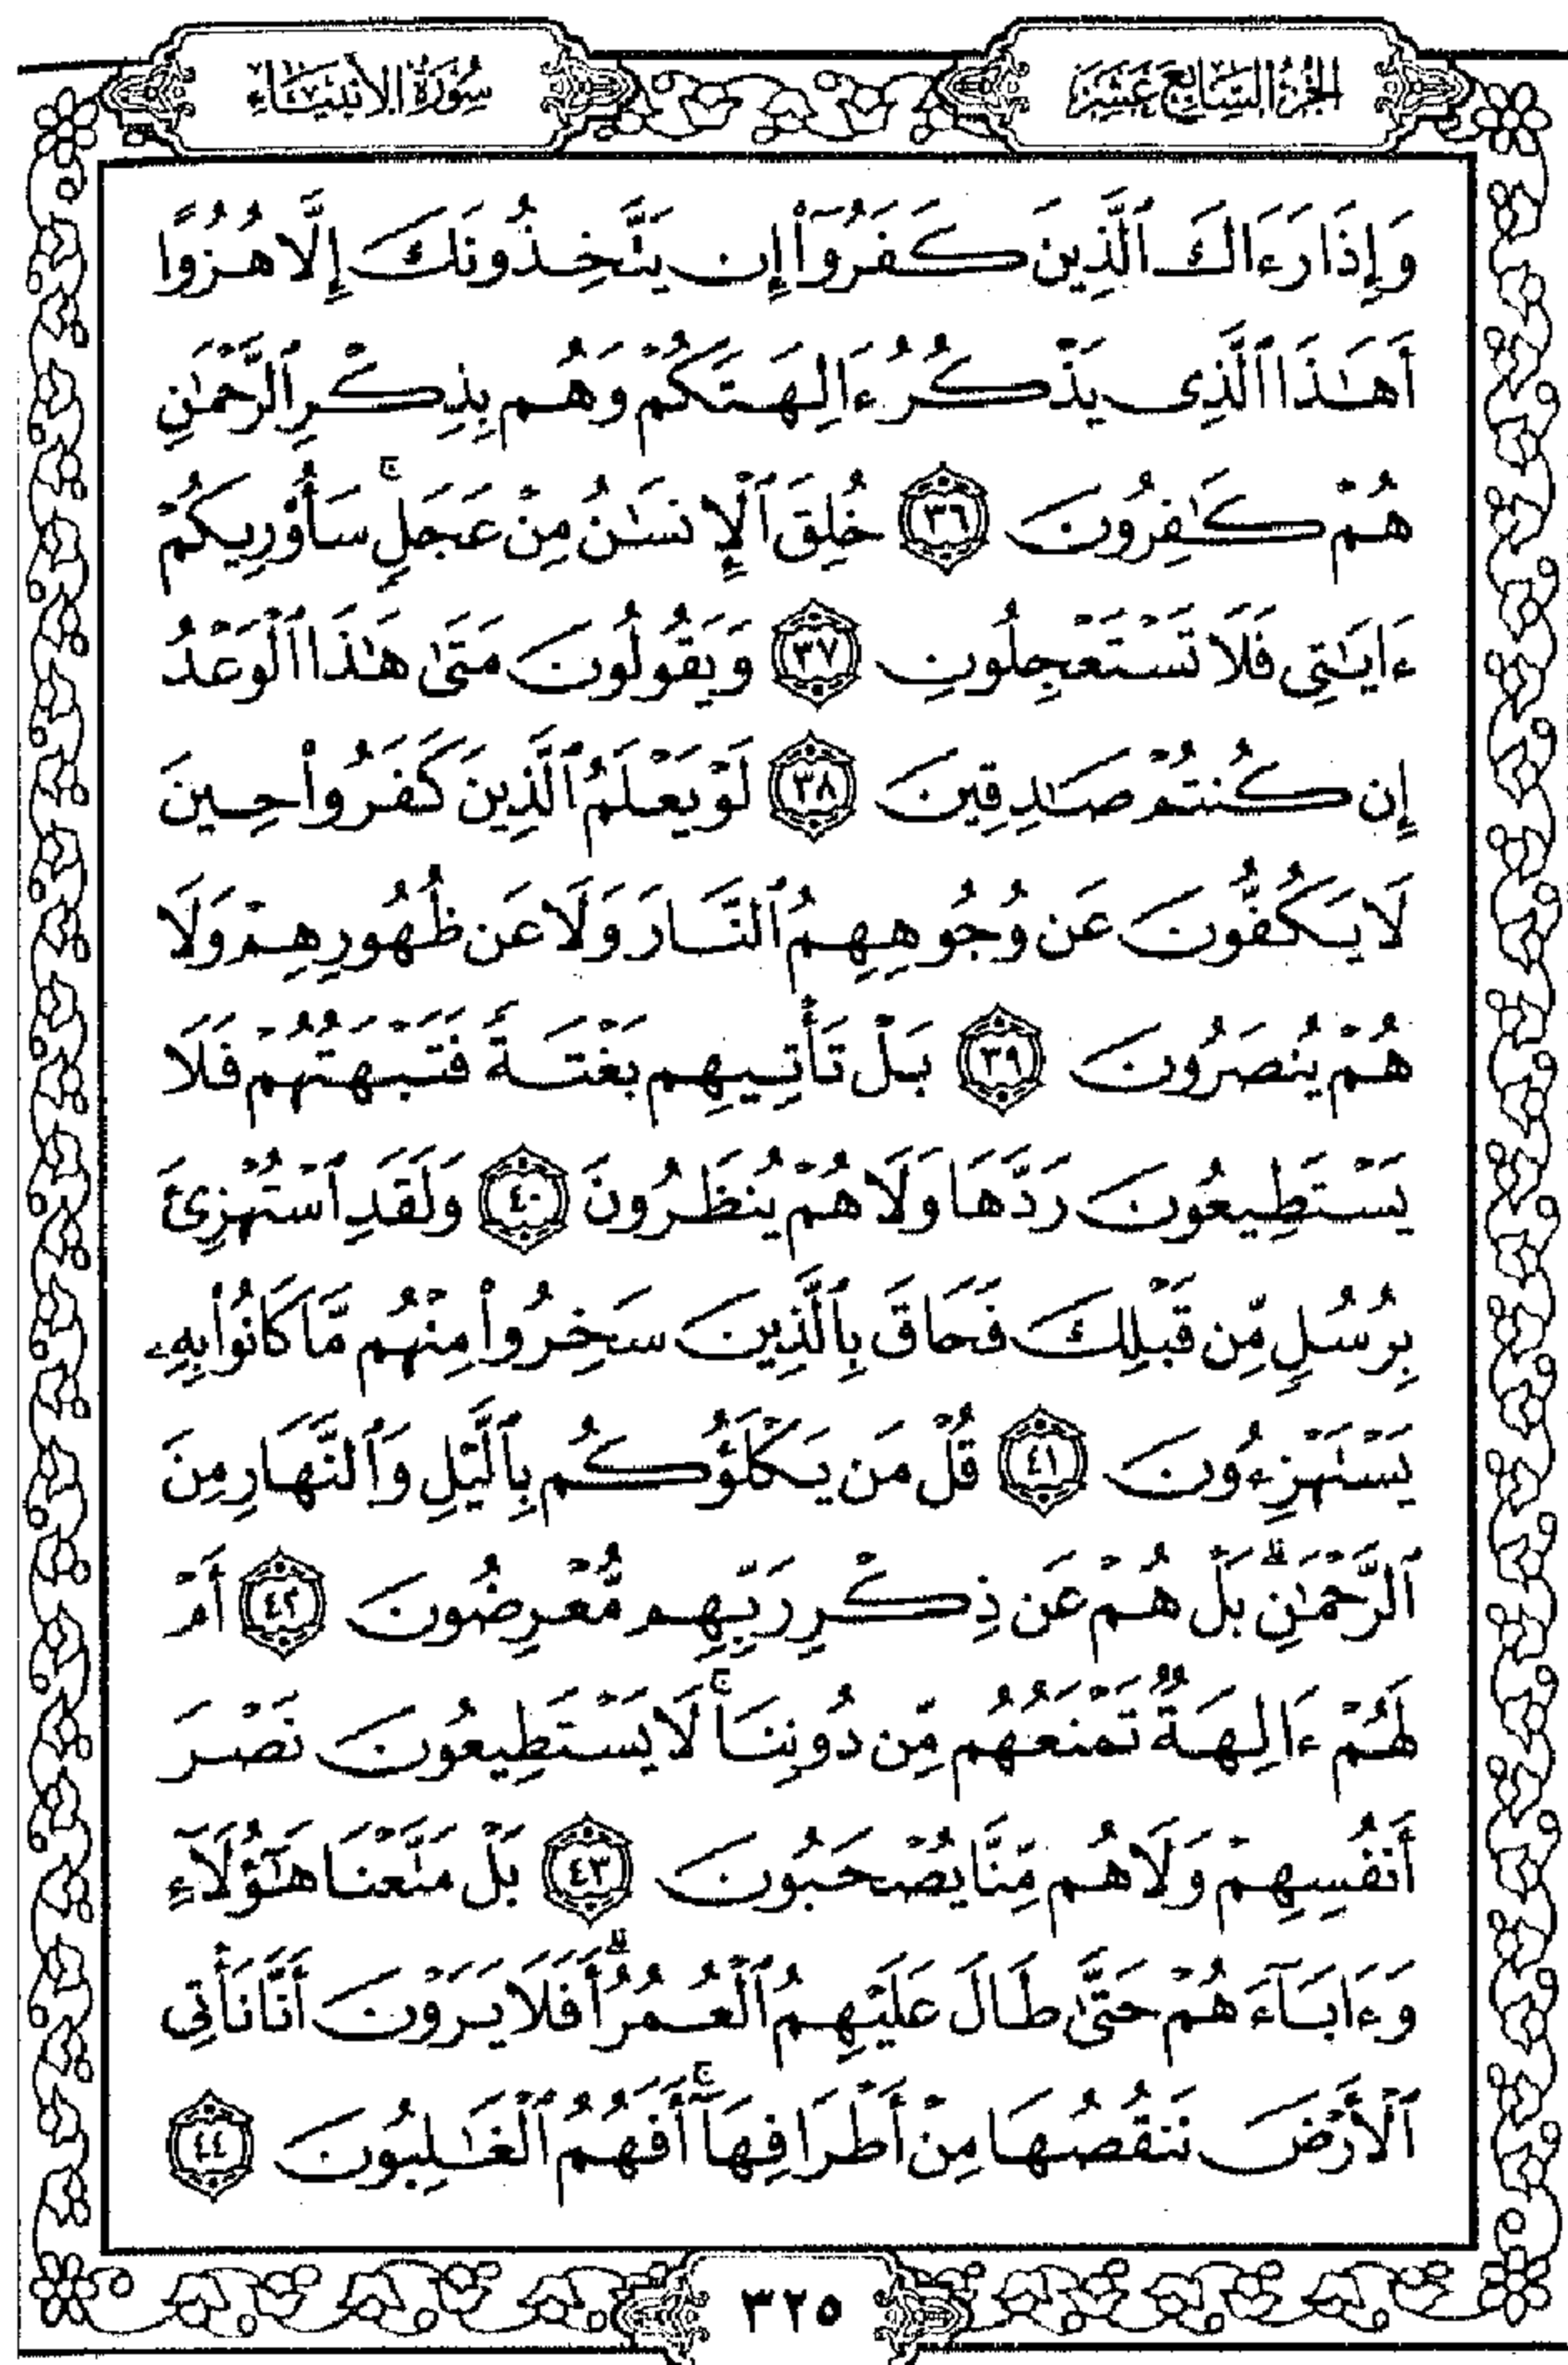 الجزء السابع عشر
سورة الأنبياء
وَإِذَا رَءَاكَ ٱلَّذِينَ كَفَرُوٓا۟ إِن يَتَّخِذُونَكَ إِلَّا هُزُوًا
أَهَـٰذَا ٱلَّذِى يَذْكُرُ ءَالِهَتَكُمْ وَهُم بِذِكْرِ ٱلرَّحْمَـٰنِ
هُمْ كَـٰفِرُونَ ٣٦ خُلِقَ ٱلْإِنسَـٰنُ مِنْ عَجَلٍ ۚ سَأُو۟رِيكُمْ
ءَايَـٰتِى فَلَا تَسْتَعْجِلُونِ ٣٧ وَيَقُولُونَ مَتَىٰ هَـٰذَا ٱلْوَعْدُ
إِن كُنتُمْ صَـٰدِقِينَ ٣٨ لَوْ يَعْلَمُ ٱلَّذِينَ كَفَرُوا۟ حِينَ
لَا يَكُفُّونَ عَن وُجُوهِهِمُ ٱلنَّارَ وَلَا عَن ظُهُورِهِمْ وَلَا
هُمْ يُنصَرُونَ ٣٩ بَلْ تَأْتِيهِم بَغْتَةً فَتَبْهَتُهُمْ فَلَا
يَسْتَطِيعُونَ رَدَّهَا وَلَا هُمْ يُنظَرُونَ ٤٠ وَلَقَدِ ٱسْتُهْزِئَ
بِرُسُلٍ مِّن قَبْلِكَ فَحَاقَ بِٱلَّذِينَ سَخِرُوا۟ مِنْهُم مَّا كَانُوا۟ بِهِۦ
يَسْتَهْزِءُونَ ٤١ قُلْ مَن يَكْلَؤُكُم بِٱلَّيْلِ وَٱلنَّهَارِ مِنَ
ٱلرَّحْمَـٰنِ ۗ بَلْ هُمْ عَن ذِكْرِ رَبِّهِم مُّعْرِضُونَ ٤٢ أَمْ
لَهُمْ ءَالِهَةٌ تَمْنَعُهُم مِّن دُونِنَا ۚ لَا يَسْتَطِيعُونَ نَصْرَ
أَنفُسِهِمْ وَلَا هُم مِّنَّا يُصْحَبُونَ ٤٣ بَلْ مَتَّعْنَا هَـٰٓؤُلَآءِ
وَءَابَآءَهُمْ حَتَّىٰ طَالَ عَلَيْهِمُ ٱلْعُمُرُ ۗ أَفَلَا يَرَوْنَ أَنَّا نَأْتِى
ٱلْأَرْضَ نَنقُصُهَا مِنْ أَطْرَافِهَآ ۚ أَفَهُمُ ٱلْغَـٰلِبُونَ ٤٤
٣٢٥